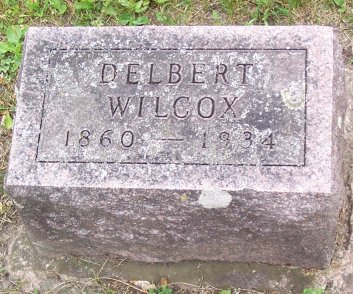 DELBERT
WILCOX
1860 — 1934